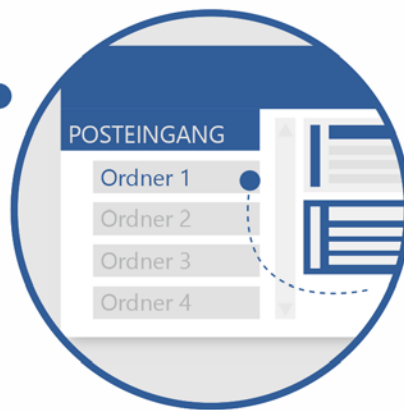 POSTEINGANG
Ordner 1
Ordner 2
Ordner 3
Ordner 4